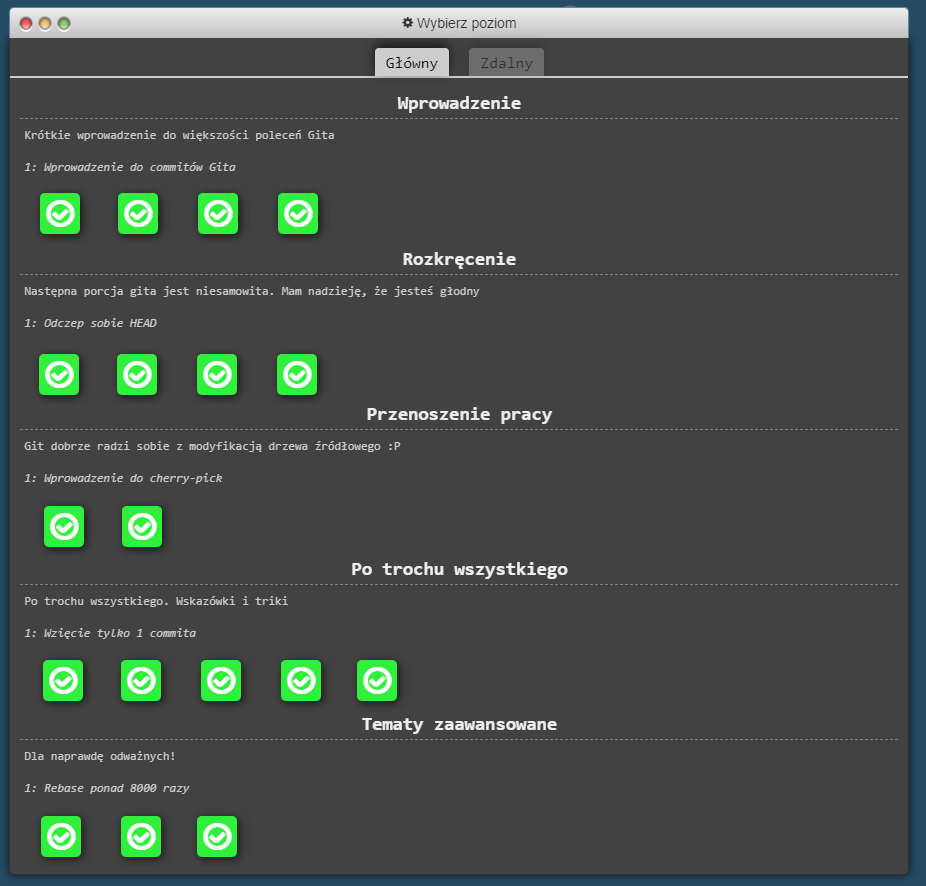 Wybierz poziom
Główny Zdalny
Wprowadzenie
Krótkie wprowadzenie do większości poleceń Gita
1: Wprowadzenie do commitów Gita
Rozkręcenie
Następna porcja gita jest niesamowita. Mam nadzieję, że jesteś głodny
1: Odczep sobie HEAD
Przenoszenie pracy
Git dobrze radzi sobie z modyfikacją drzewa źródłowego :P
1: Wprowadzenie do cherry-pick
Po trochu wszystkiego
Po trochu wszystkiego. Wskazówki i triki
1: Wzięcie tylko 1 commita
Tematy zaawansowane
Dla naprawdę odważnych!
1: Rebase ponad 8000 razy